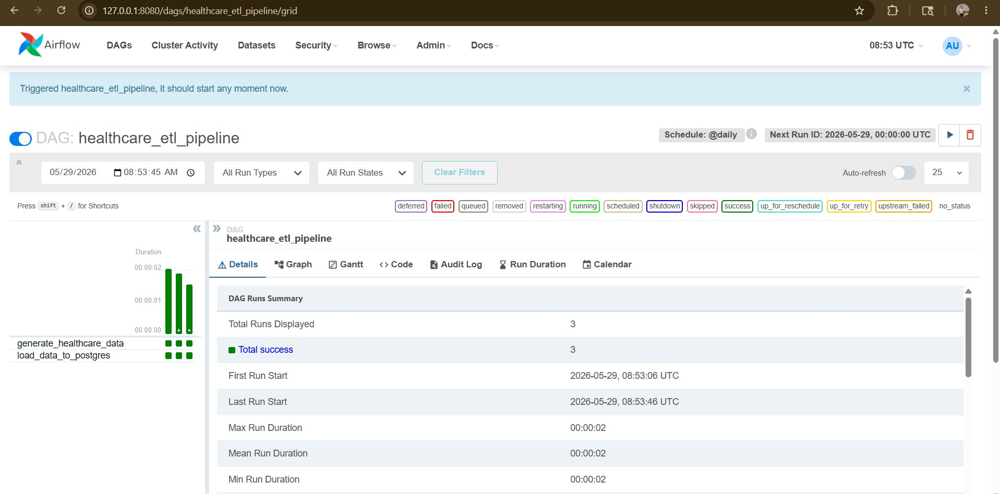 127.0.0.1:8080/dags/healthcare_etl_pipeline/grid
Airflow DAGs Cluster Activity Datasets Security Browse Admin Docs 08:53 UTC AU
Triggered healthcare_etl_pipeline, it should start any moment now. ×
DAG: healthcare_etl_pipeline Schedule: @daily i Next Run ID: 2026-05-29, 00:00:00 UTC
05/29/2026 08:53:45 AM All Run Types All Run States Clear Filters Auto-refresh 25
Press shift + / for Shortcuts deferred failed queued removed restarting running scheduled shutdown skipped success up_for_reschedule up_for_retry upstream_failed no_status
Duration
00:00:02
00:00:01
00:00:00
generate_healthcare_data
load_data_to_postgres
DAG
healthcare_etl_pipeline
Details Graph Gantt Code Audit Log Run Duration Calendar
DAG Runs Summary
Total Runs Displayed 3
Total success 3
First Run Start 2026-05-29, 08:53:06 UTC
Last Run Start 2026-05-29, 08:53:46 UTC
Max Run Duration 00:00:02
Mean Run Duration 00:00:02
Min Run Duration 00:00:02